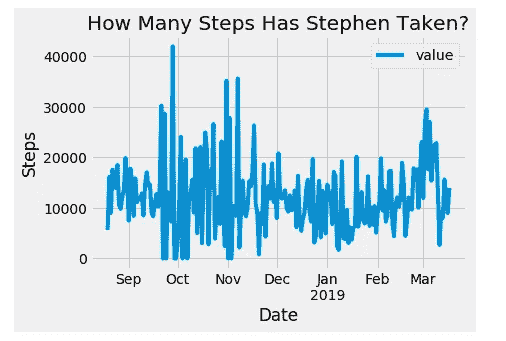 How Many Steps Has Stephen Taken?
value
40000
30000
20000
10000
0
Steps
Sep Oct Nov Dec Jan Feb Mar
2019
Date